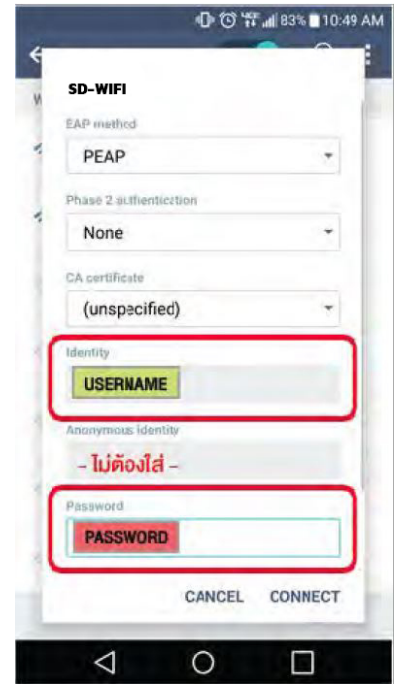 83% 10:49 AM
SD-WIFI
EAP method
PEAP
Phase 2 authentication
None
CA certificate
(unspecified)
Identity
USERNAME
Anonymous identity
- ไม่ต้องใส่ -
Password
PASSWORD
CANCEL CONNECT